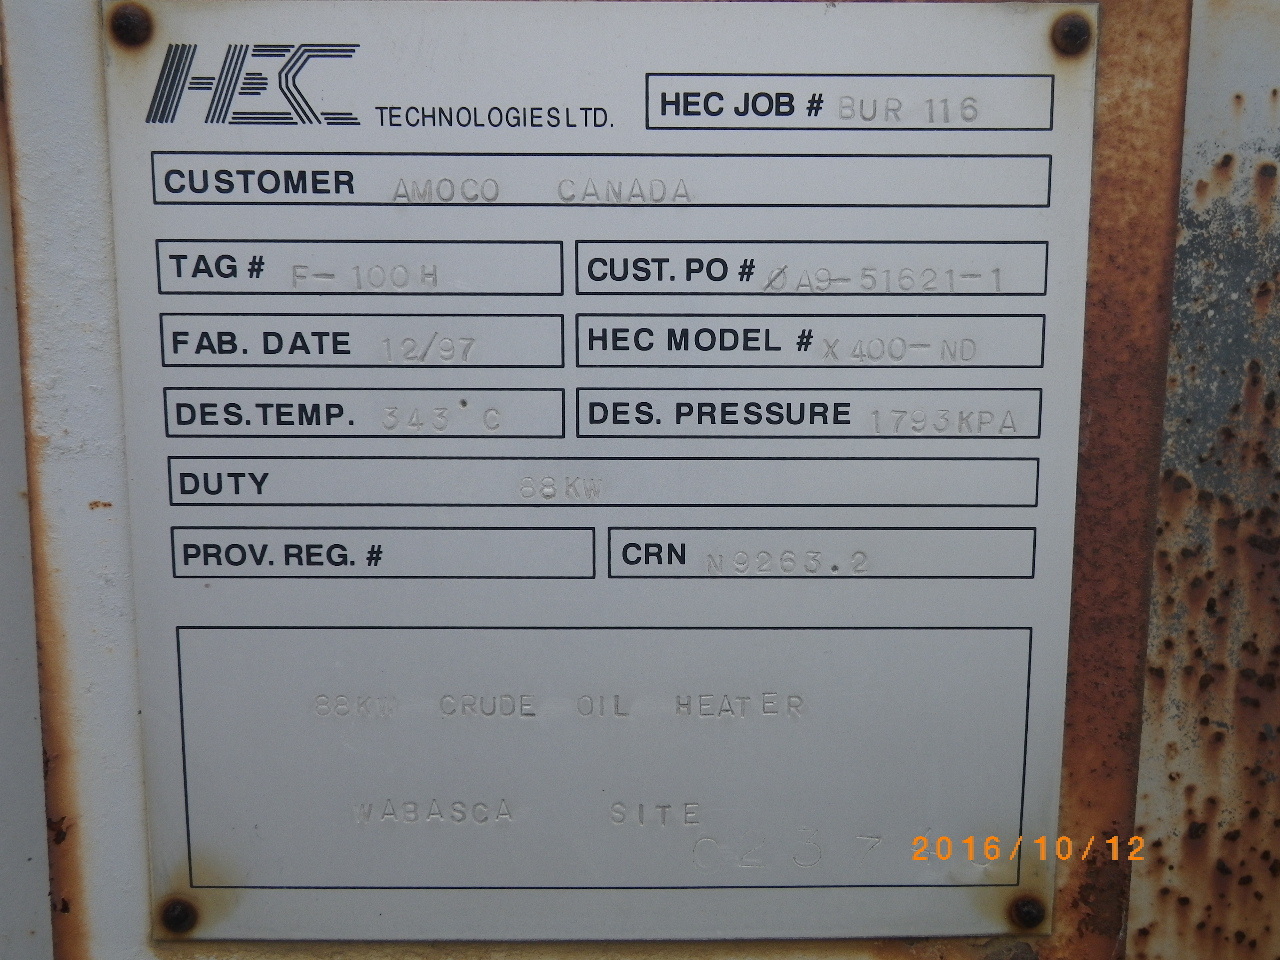 HEC TECHNOLOGIES LTD.
HEC JOB # BUR 116
CUSTOMER AMOCO CANADA
TAG # F-100H
CUST. PO # ØA9-51621-1
FAB. DATE 12/97
HEC MODEL # X400-ND
DES. TEMP. 343°C
DES. PRESSURE 1793KPA
DUTY 88KW
PROV. REG. #
CRN N9263.2
88KW CRUDE OIL HEATER
WABASCA SITE
2016/10/12